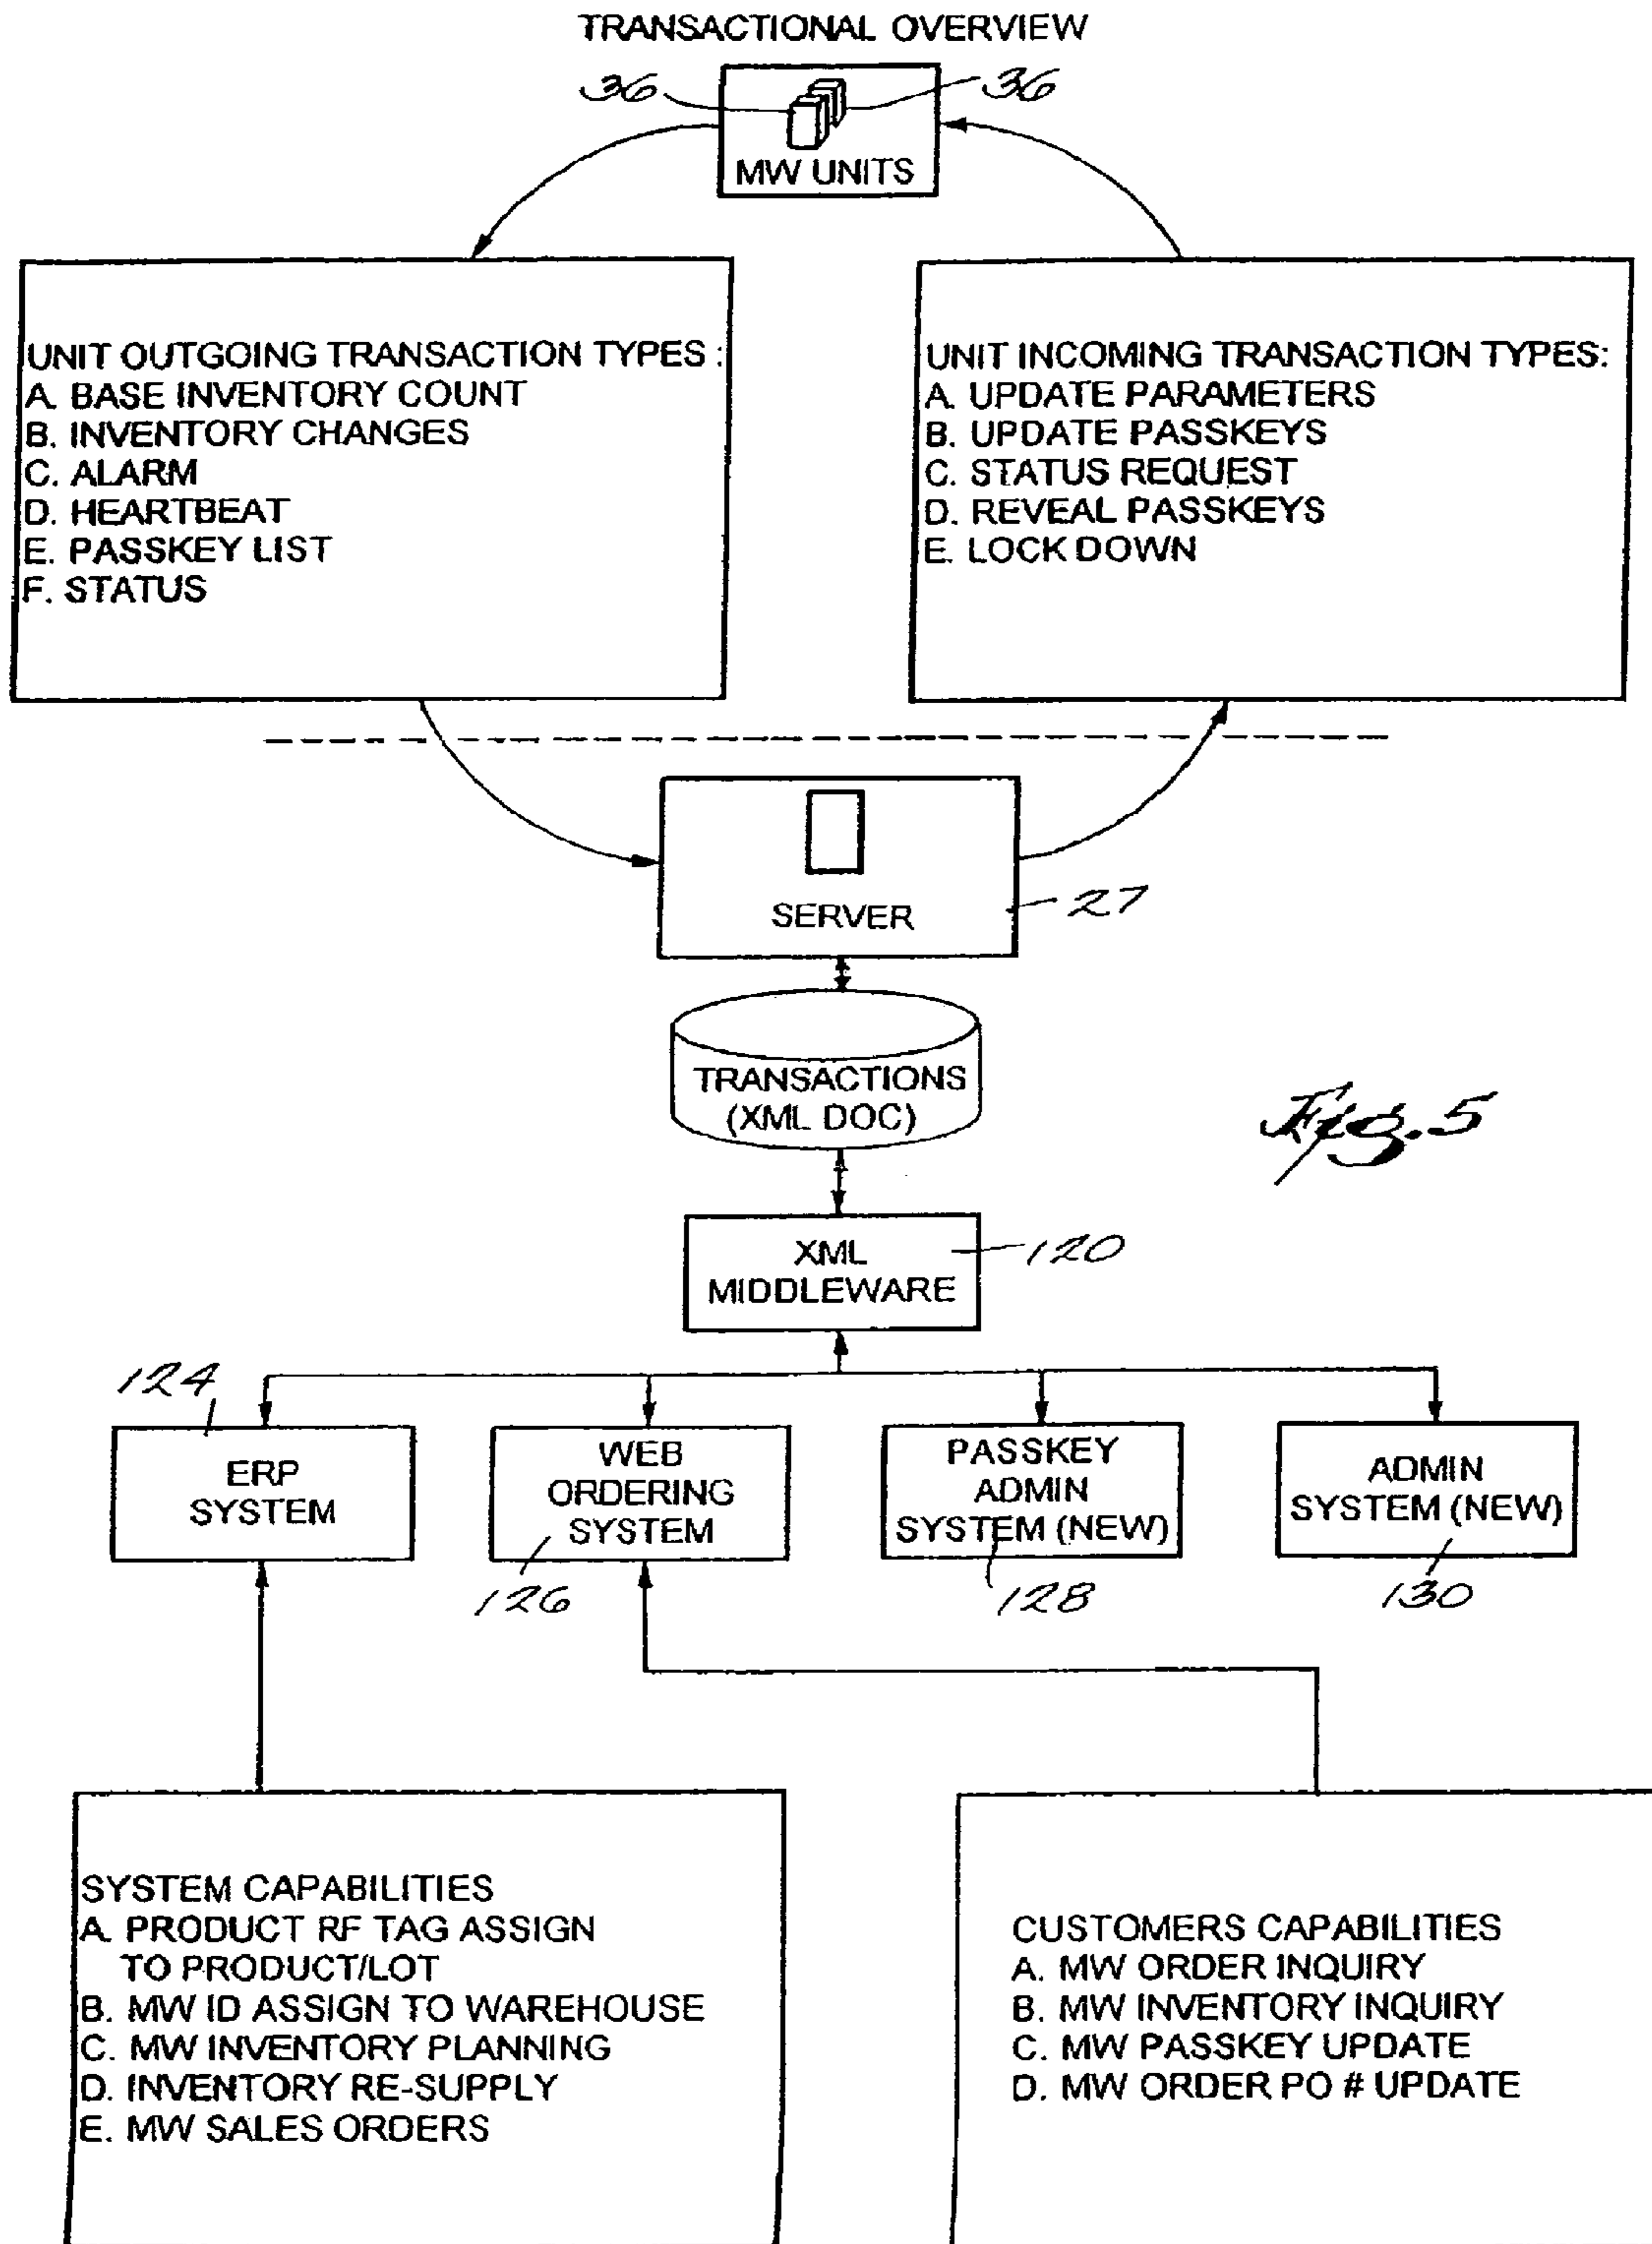 TRANSACTIONAL OVERVIEW
36
36
MW UNITS
UNIT OUTGOING TRANSACTION TYPES :
A. BASE INVENTORY COUNT
B. INVENTORY CHANGES
C. ALARM
D. HEARTBEAT
E. PASSKEY LIST
F. STATUS
UNIT INCOMING TRANSACTION TYPES:
A. UPDATE PARAMETERS
B. UPDATE PASSKEYS
C. STATUS REQUEST
D. REVEAL PASSKEYS
E. LOCK DOWN
SERVER
27
TRANSACTIONS
(XML DOC)
Fig. 5
XML
MIDDLEWARE
120
124
ERP
SYSTEM
WEB
ORDERING
SYSTEM
126
PASSKEY
ADMIN
SYSTEM (NEW)
128
ADMIN
SYSTEM (NEW)
130
SYSTEM CAPABILITIES
A. PRODUCT RF TAG ASSIGN
TO PRODUCT/LOT
B. MW ID ASSIGN TO WAREHOUSE
C. MW INVENTORY PLANNING
D. INVENTORY RE-SUPPLY
E. MW SALES ORDERS
CUSTOMERS CAPABILITIES
A. MW ORDER INQUIRY
B. MW INVENTORY INQUIRY
C. MW PASSKEY UPDATE
D. MW ORDER PO # UPDATE